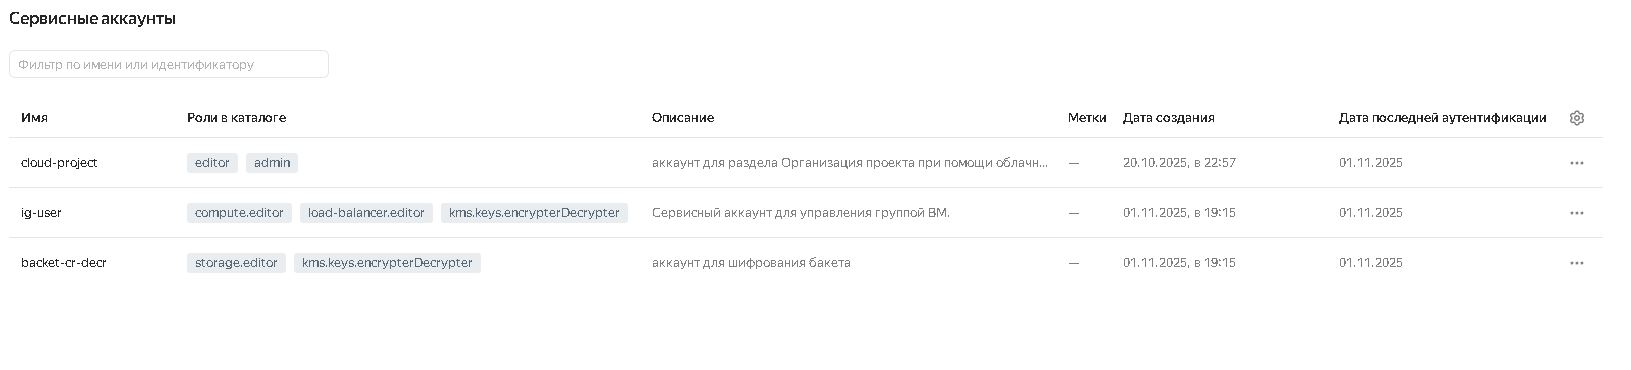 Сервисные аккаунты
Фильтр по имени или идентификатору
Имя Роли в каталоге Описание Метки Дата создания Дата последней аутентификации
cloud-project editor admin аккаунт для раздела Организация проекта при помощи облачн... — 20.10.2025, в 22:57 01.11.2025
ig-user compute.editor load-balancer.editor kms.keys.encrypterDecrypter Сервисный аккаунт для управления группой ВМ. — 01.11.2025, в 19:15 01.11.2025
backet-cr-decr storage.editor kms.keys.encrypterDecrypter аккаунт для шифрования бакета — 01.11.2025, в 19:15 01.11.2025